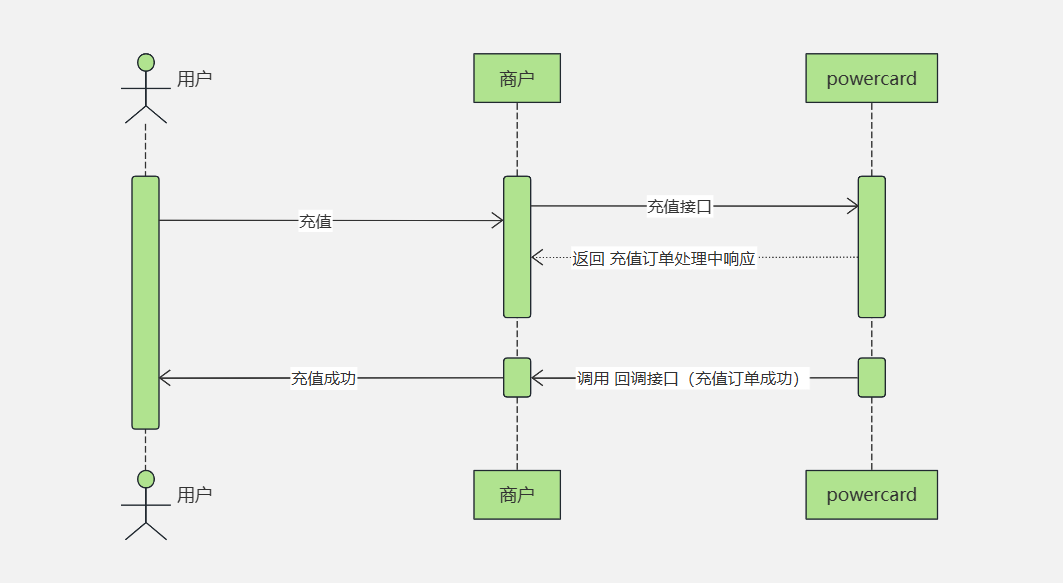 用户
商户
powercard
充值接口
充值
返回 充值订单处理中响应
充值成功
调用 回调接口（充值订单成功）
用户
商户
powercard